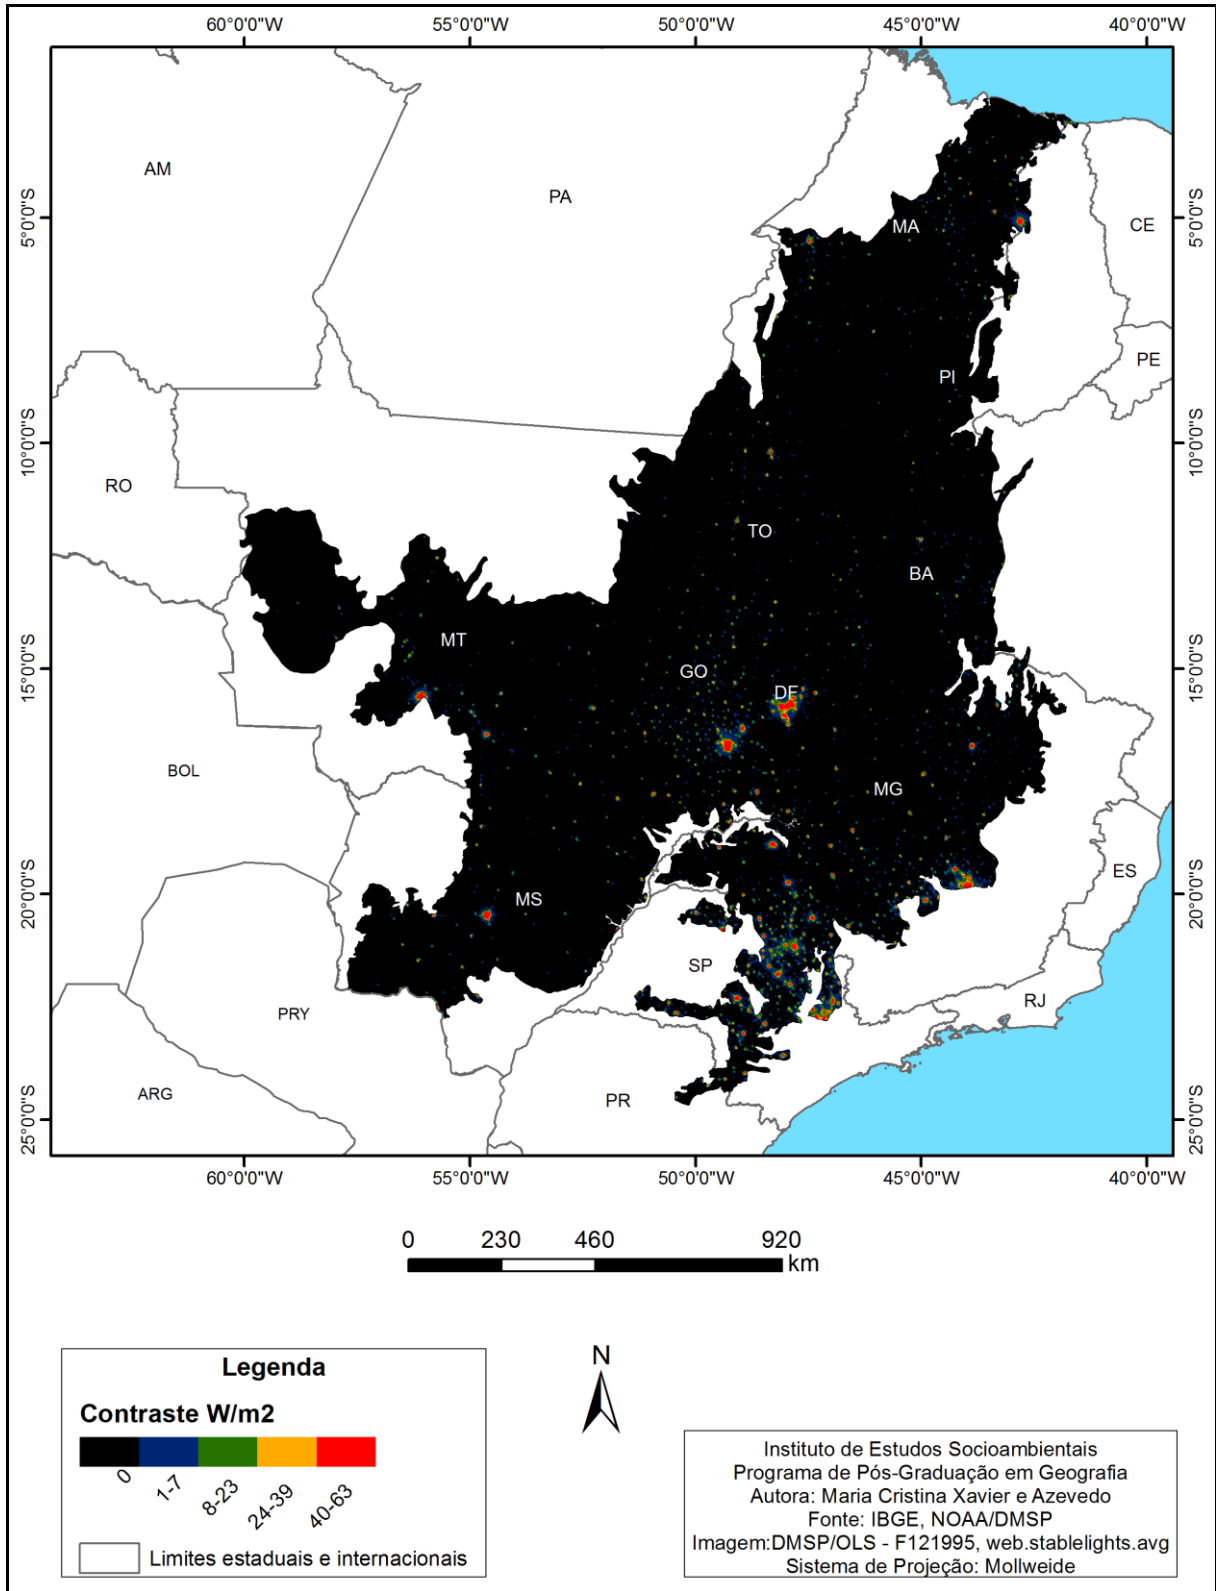 60°0'0"W 55°0'0"W 50°0'0"W 45°0'0"W 40°0'0"W
AM
PA
5°0'0"S
MA
CE
5°0'0"S
PE
PI
10°0'0"S
10°0'0"S
RO
TO
BA
MT
15°0'0"S
GO
DF
15°0'0"S
BOL
MG
ES
20°0'0"S
MS
20°0'0"S
SP
RJ
PRY
ARG
PR
25°0'0"S
25°0'0"S
60°0'0"W 55°0'0"W 50°0'0"W 45°0'0"W 40°0'0"W
0 230 460 920
km
N
Legenda
Contraste W/m2
0 1-7 8-23 24-39 40-63
Limites estaduais e internacionais
Instituto de Estudos Socioambientais
Programa de Pós-Graduação em Geografia
Autora: Maria Cristina Xavier e Azevedo
Fonte: IBGE, NOAA/DMSP
Imagem:DMSP/OLS - F121995, web.stablelights.avg
Sistema de Projeção: Mollweide